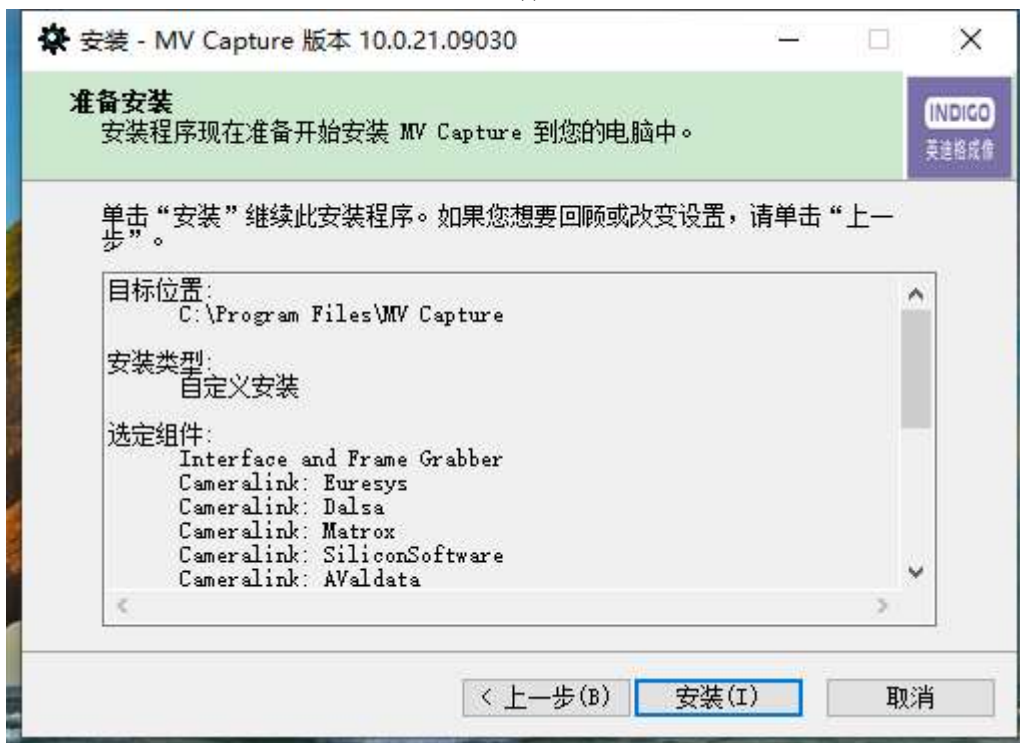 安装 - MV Capture 版本 10.0.21.09030
准备安装
安装程序现在准备开始安装 MV Capture 到您的电脑中。
INDIGO
英迪格成像
单击“安装”继续此安装程序。如果您想要回顾或改变设置，请单击“上一
步”。
目标位置:
C:\Program Files\MV Capture
安装类型:
自定义安装
选定组件:
Interface and Frame Grabber
Cameralink: Euresys
Cameralink: Dalsa
Cameralink: Matrox
Cameralink: SiliconSoftware
Cameralink: AValdata
< 上一步(B)
安装(I)
取消